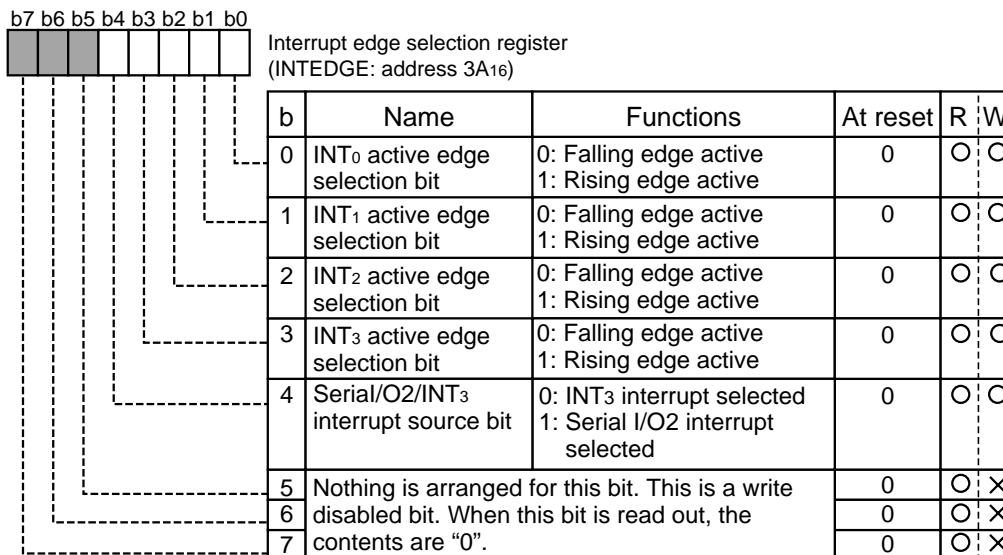 b7 b6 b5 b4 b3 b2 b1 b0
Interrupt edge selection register
(INTEDGE: address 3A16)
b Name Functions At reset R W
0 INT0 active edge selection bit 0: Falling edge active 1: Rising edge active 0 O O
1 INT1 active edge selection bit 0: Falling edge active 1: Rising edge active 0 O O
2 INT2 active edge selection bit 0: Falling edge active 1: Rising edge active 0 O O
3 INT3 active edge selection bit 0: Falling edge active 1: Rising edge active 0 O O
4 SeriaI/O2/INT3 interrupt source bit 0: INT3 interrupt selected 1: Serial I/O2 interrupt selected 0 O O
5 Nothing is arranged for this bit. This is a write 0 O ×
6 disabled bit. When this bit is read out, the 0 O ×
7 contents are “0”. 0 O ×